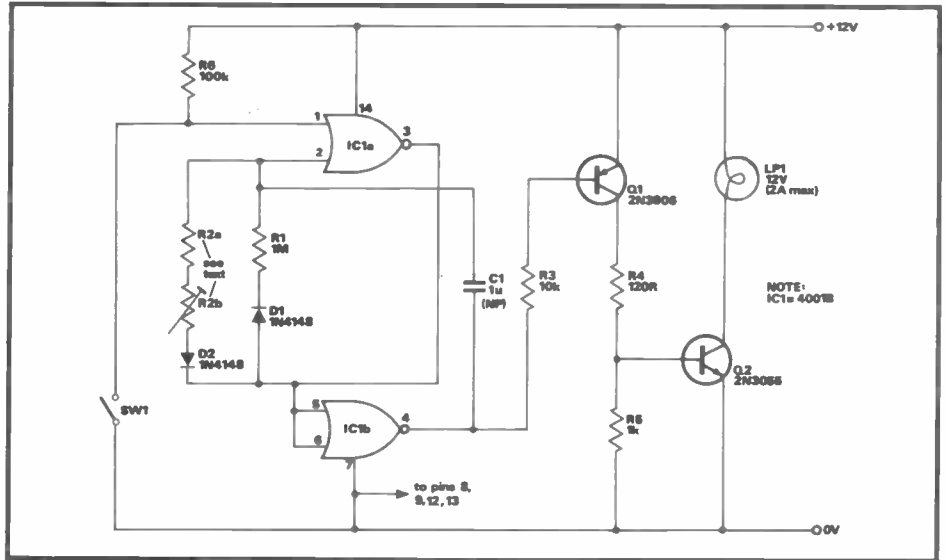 +12V
R6
100k
14
1
3
2
IC1a
LP1
12V
(2A max)
Q1
2N3906
R2a
see
text
R2b
R1
1M
C1
1u
(NP)
R3
10k
R4
120R
NOTE:
IC1 = 4001B
D1
1N4148
D2
1N4148
Q2
2N3055
SW1
5
6
IC1b
4
7
R5
1k
to pins 8,
9, 12, 13
0V